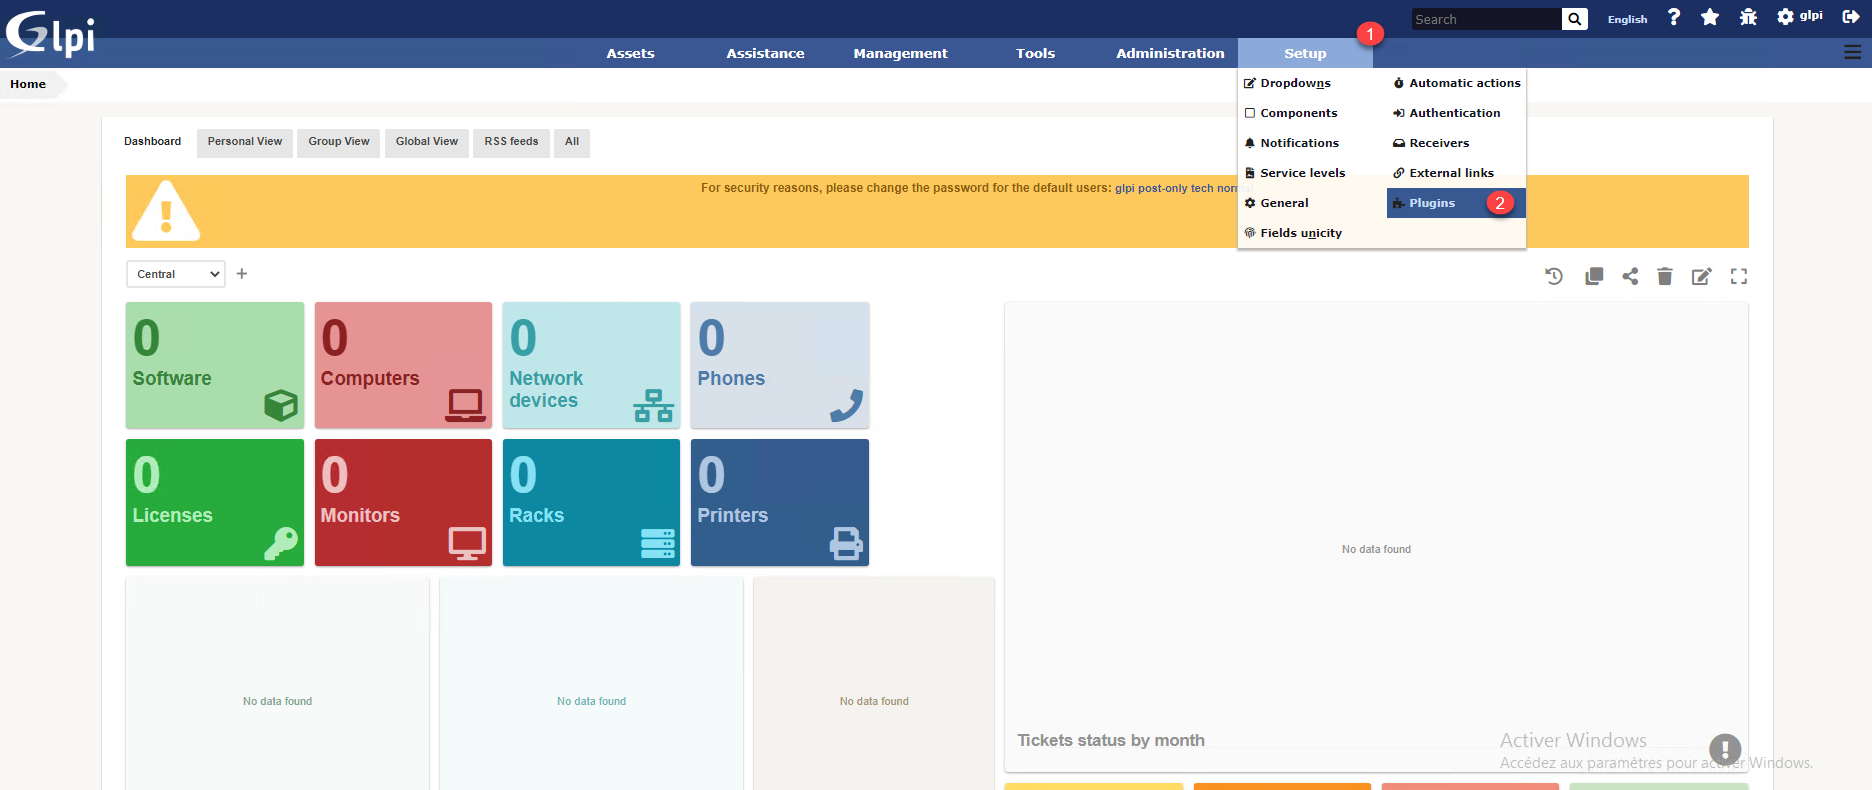 Glpi
Search
English
glpi
Assets
Assistance
Management
Tools
Administration
Setup
1
Home
Dropdowns
Automatic actions
Components
Authentication
Notifications
Receivers
Service levels
External links
General
Plugins
2
Fields unicity
Dashboard
Personal View
Group View
Global View
RSS feeds
All
For security reasons, please change the password for the default users: glpi post-only tech
Central
0
Software
0
Computers
0
Network
devices
0
Phones
0
Licenses
0
Monitors
0
Racks
0
Printers
No data found
No data found
No data found
No data found
Tickets status by month
Activer Windows
Accédez aux paramètres pour activer Windows.